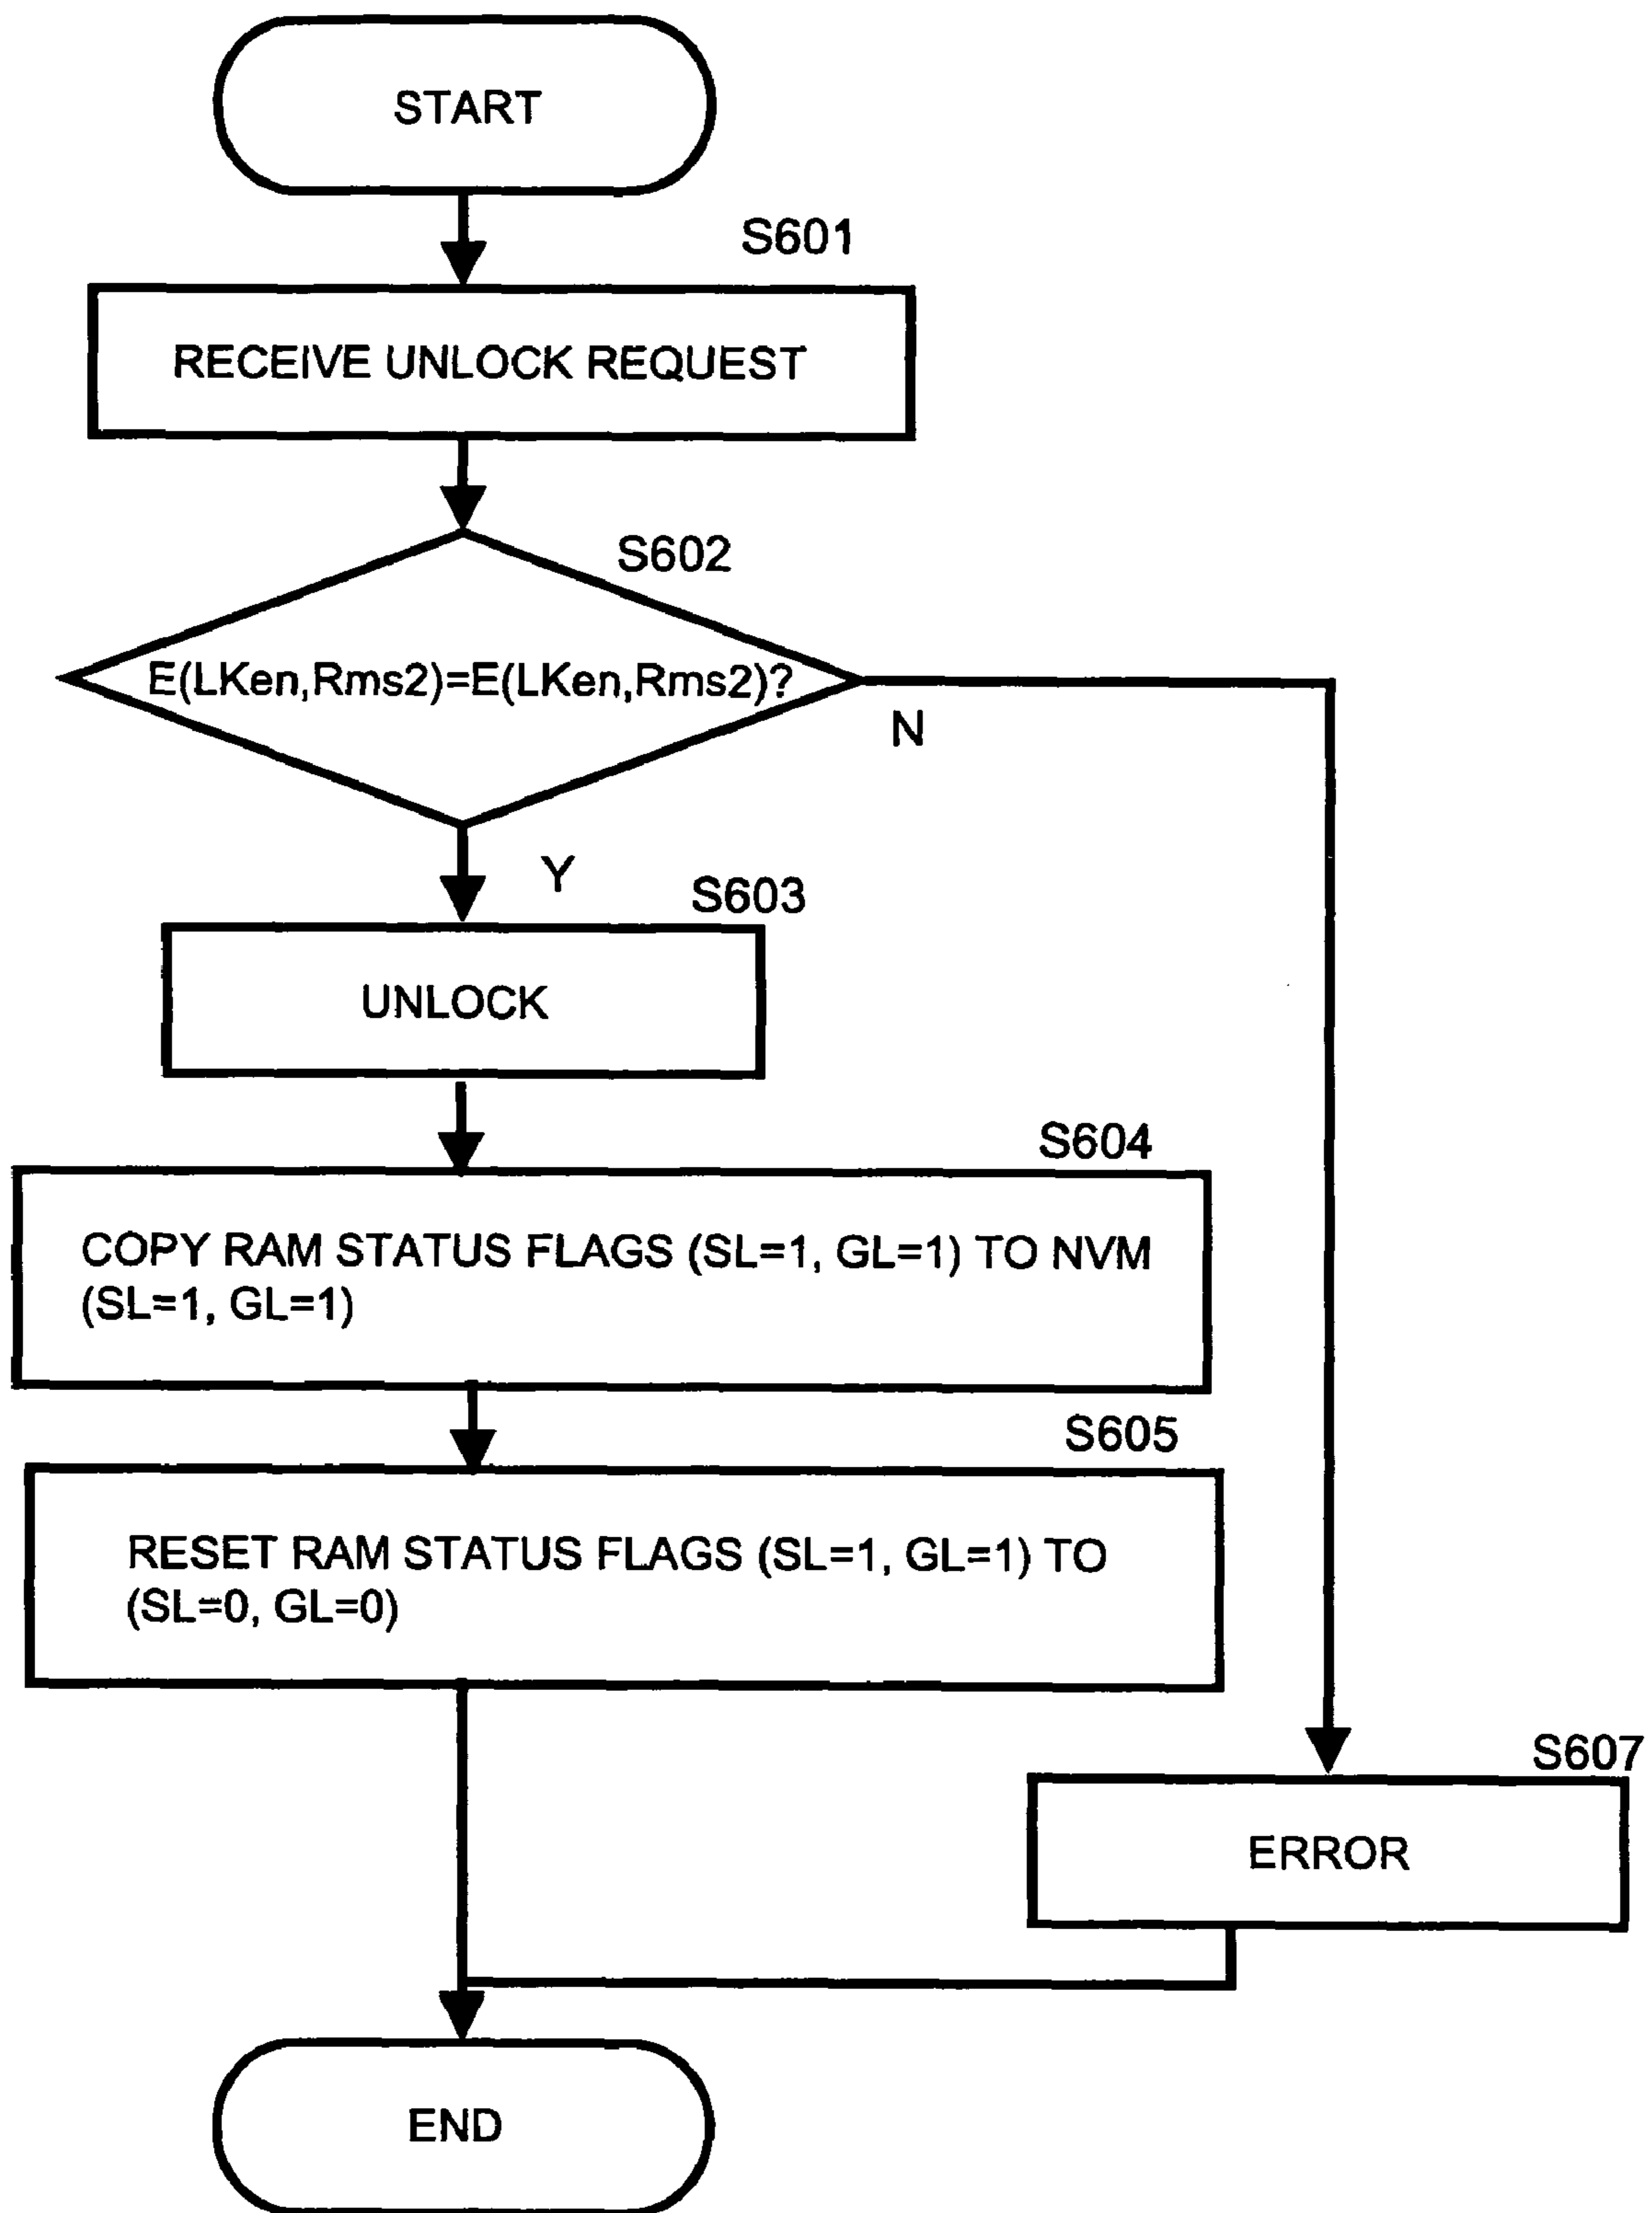 START
S601
RECEIVE UNLOCK REQUEST
S602
E(LKen,Rms2)=E(LKen,Rms2)?
N
Y
S603
UNLOCK
S604
COPY RAM STATUS FLAGS (SL=1, GL=1) TO NVM
(SL=1, GL=1)
S605
RESET RAM STATUS FLAGS (SL=1, GL=1) TO
(SL=0, GL=0)
S607
ERROR
END